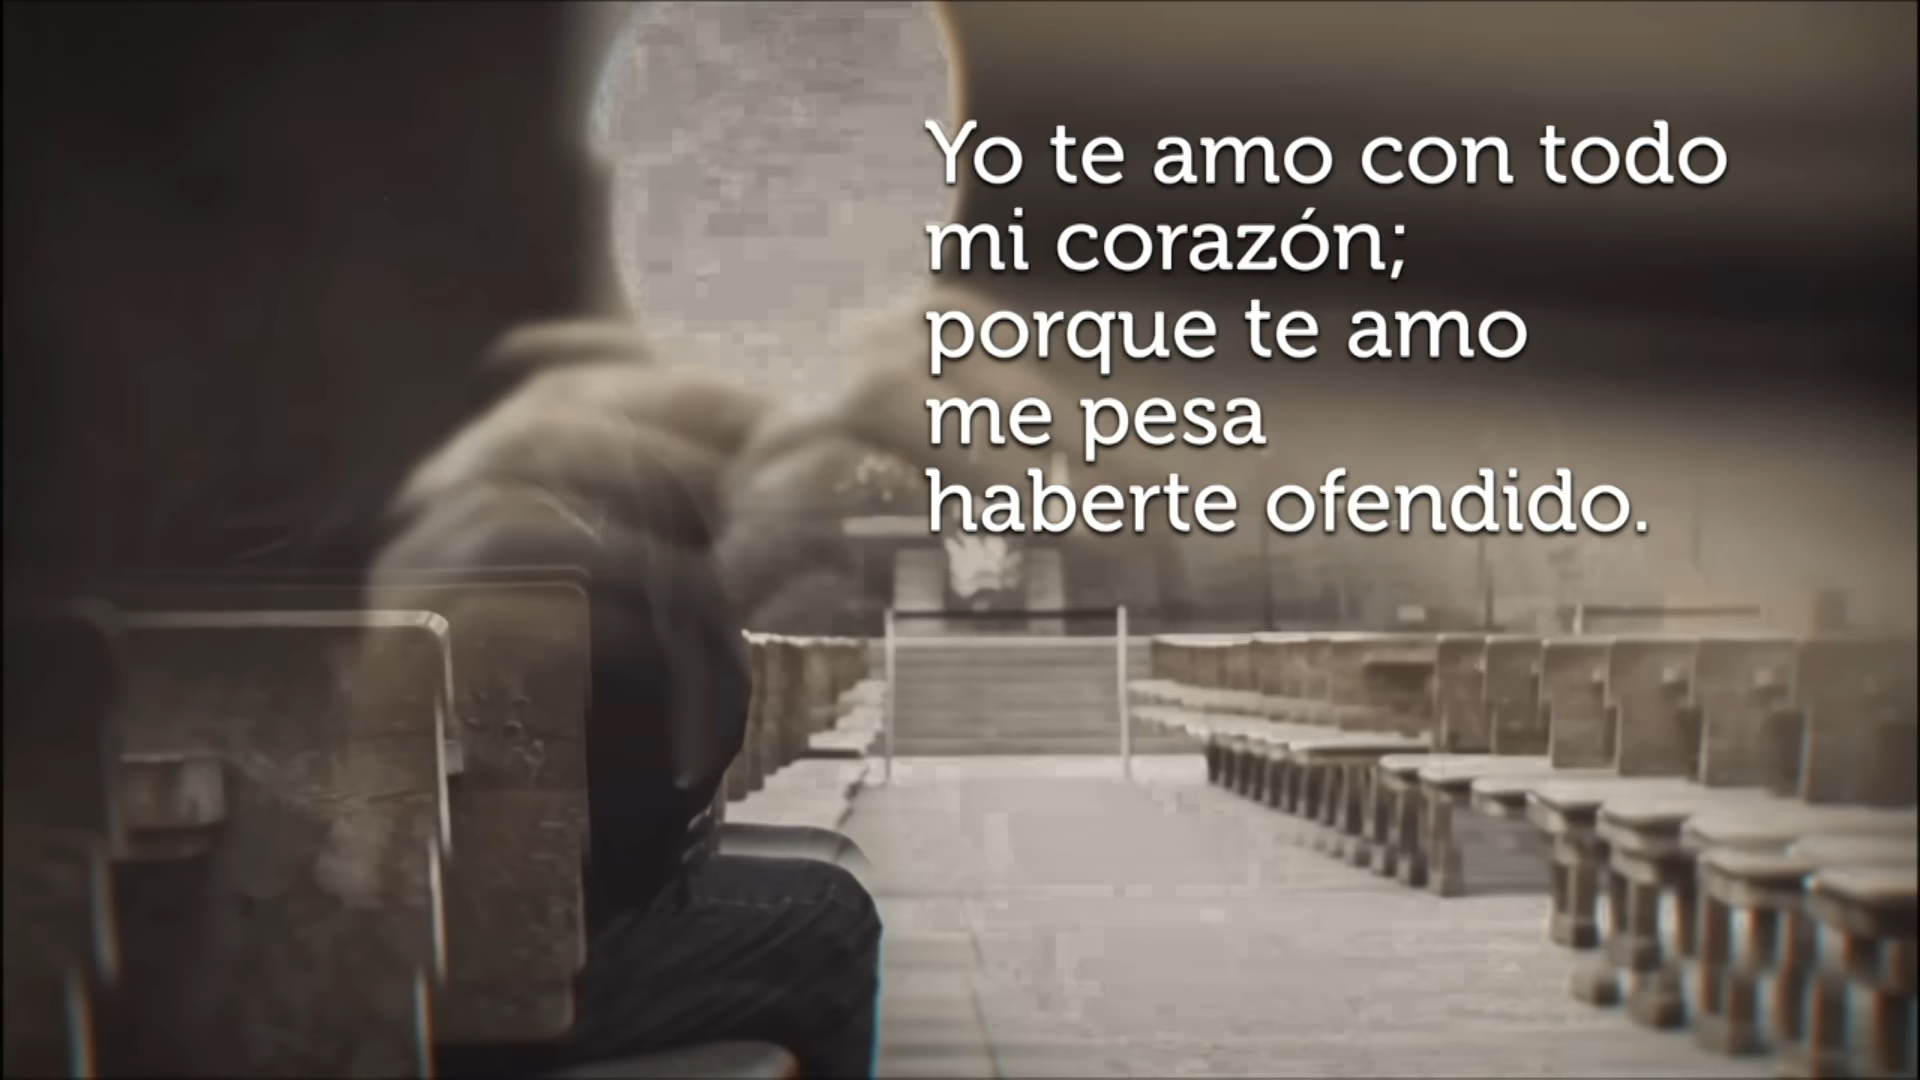 Yo te amo con todo
mi corazón;
porque te amo
me pesa
haberte ofendido.